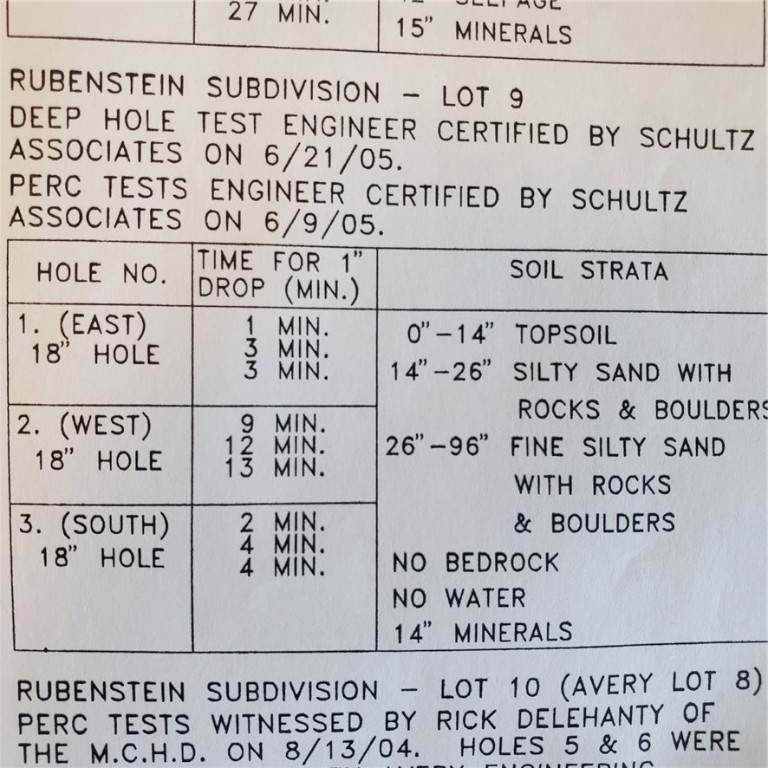 27 MIN.
15" MINERALS
RUBENSTEIN SUBDIVISION - LOT 9
DEEP HOLE TEST ENGINEER CERTIFIED BY SCHULTZ
ASSOCIATES ON 6/21/05.
PERC TESTS ENGINEER CERTIFIED BY SCHULTZ
ASSOCIATES ON 6/9/05.
HOLE NO.
TIME FOR 1"
DROP (MIN.)
SOIL STRATA
1. (EAST)
18" HOLE
1 MIN.
3 MIN.
3 MIN.
2. (WEST)
18" HOLE
9 MIN.
12 MIN.
13 MIN.
3. (SOUTH)
18" HOLE
2 MIN.
4 MIN.
4 MIN.
0"-14" TOPSOIL
14"-26" SILTY SAND WITH
ROCKS & BOULDERS
26"-96" FINE SILTY SAND
WITH ROCKS
& BOULDERS
NO BEDROCK
NO WATER
14" MINERALS
RUBENSTEIN SUBDIVISION - LOT 10 (AVERY LOT 8)
PERC TESTS WITNESSED BY RICK DELEHANTY OF
THE M.C.H.D. ON 8/13/04. HOLES 5 & 6 WERE